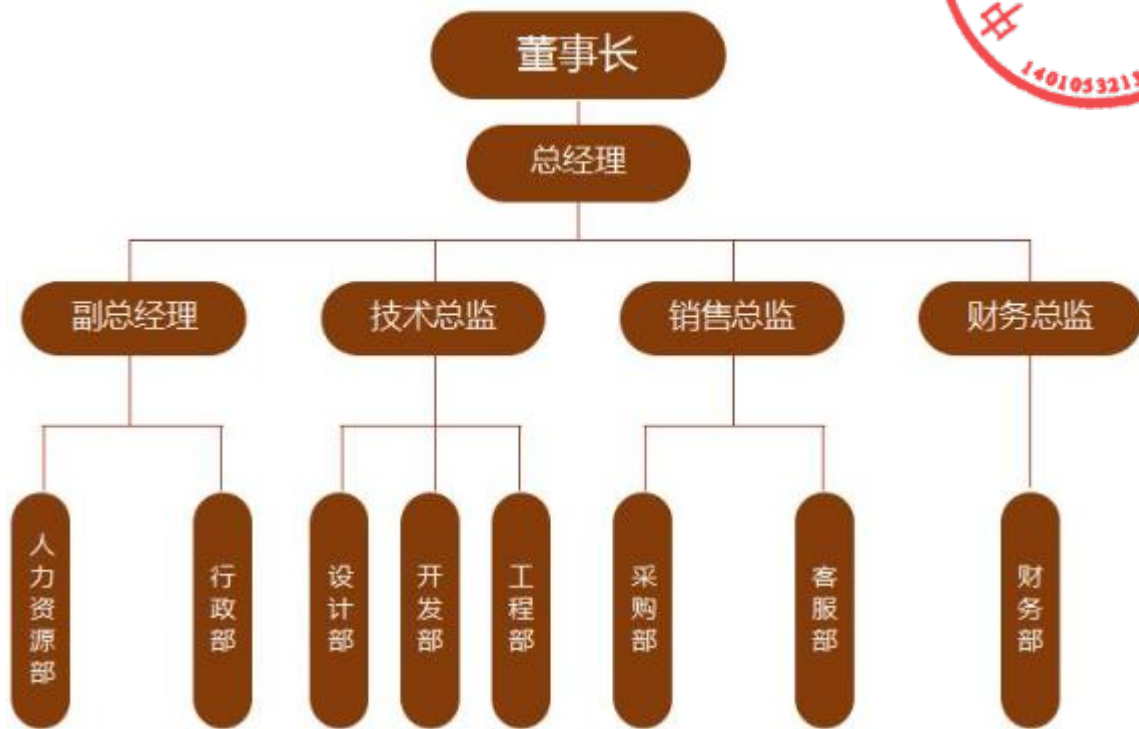 董事长
总经理
副总经理
技术总监
销售总监
财务总监
人力资源部
行政部
设计部
开发部
工程部
采购部
客服部
财务部
中
140105321